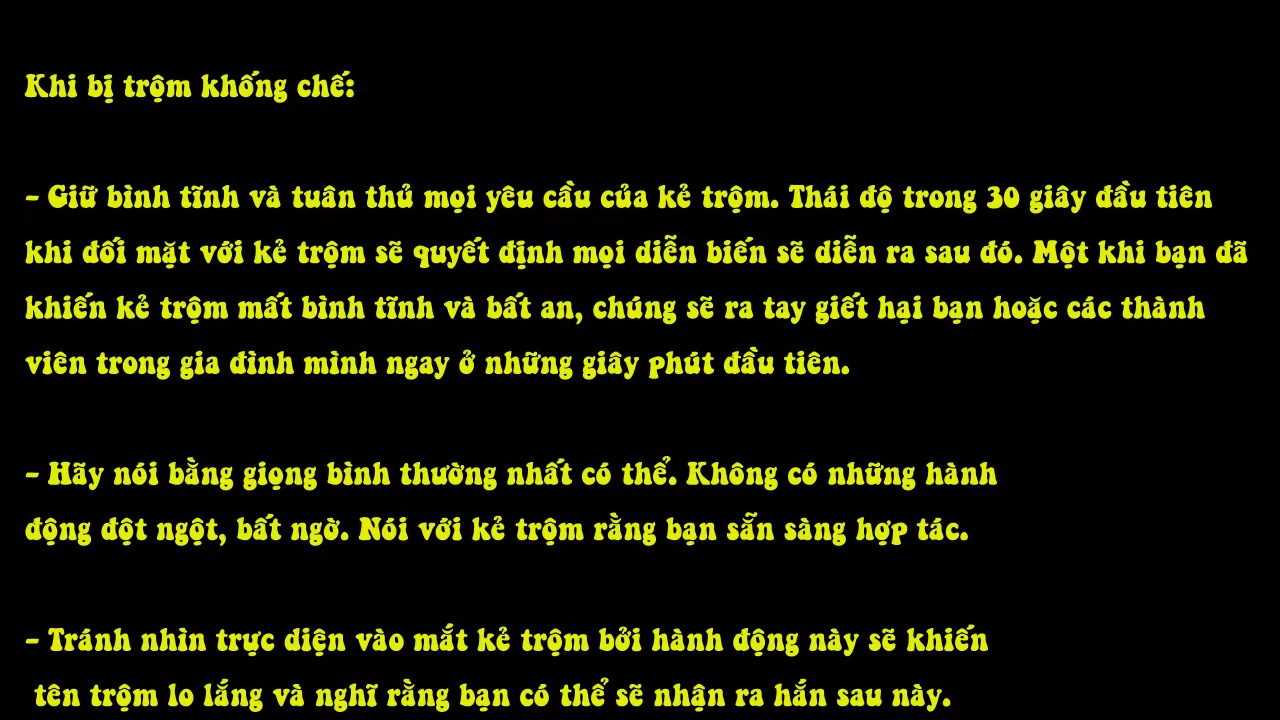 Khi bị trộm khống chế:
- Giữ bình tĩnh và tuân thủ mọi yêu cầu của kẻ trộm. Thái độ trong 30 giây đầu tiên
khi đối mặt với kẻ trộm sẽ quyết định mọi diễn biến sẽ diễn ra sau đó. Một khi bạn đã
khiến kẻ trộm mất bình tĩnh và bất an, chúng sẽ ra tay giết hại bạn hoặc các thành
viên trong gia đình mình ngay ở những giây phút đầu tiên.
- Hãy nói bằng giọng bình thường nhất có thể. Không có những hành
động đột ngột, bất ngờ. Nói với kẻ trộm rằng bạn sẵn sàng hợp tác.
- Tránh nhìn trực diện vào mắt kẻ trộm bởi hành động này sẽ khiến
tên trộm lo lắng và nghĩ rằng bạn có thể sẽ nhận ra hắn sau này.